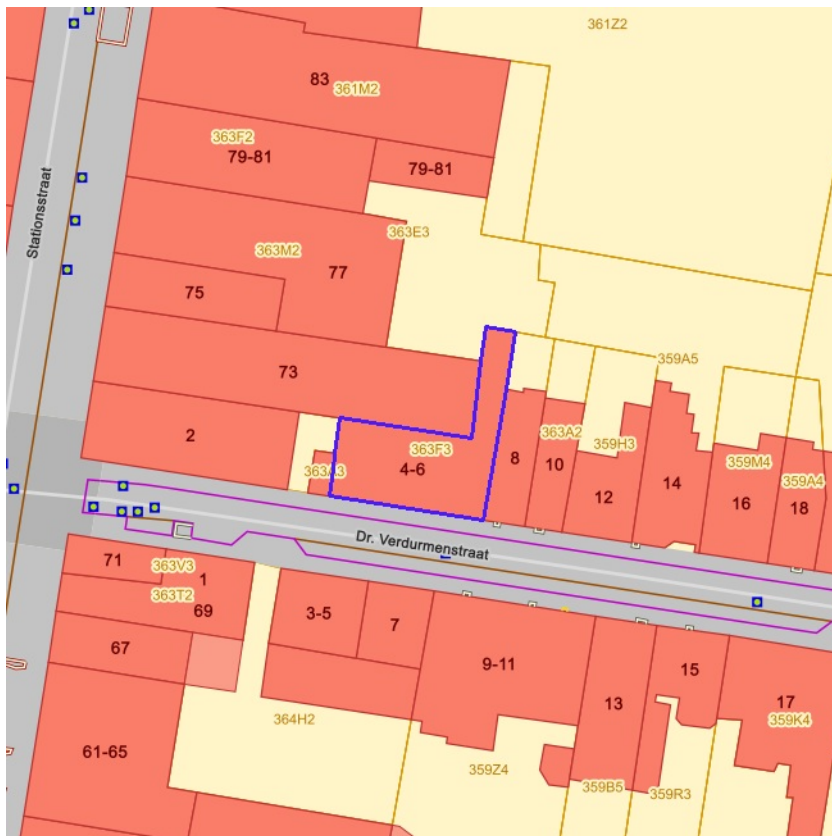 361Z2
83
361M2
363F2
79-81
79-81
Stationsstraat
363E3
363M2
77
75
73
359A5
2
363F3
4-6
363A3
8
363A2
10
359H3
12
14
359M4
16
359A4
18
Dr. Verdurmenstraat
71
363V3
1
363T2
69
3-5
7
67
9-11
15
13
17
359K4
364H2
61-65
359Z4
359B5
359R3